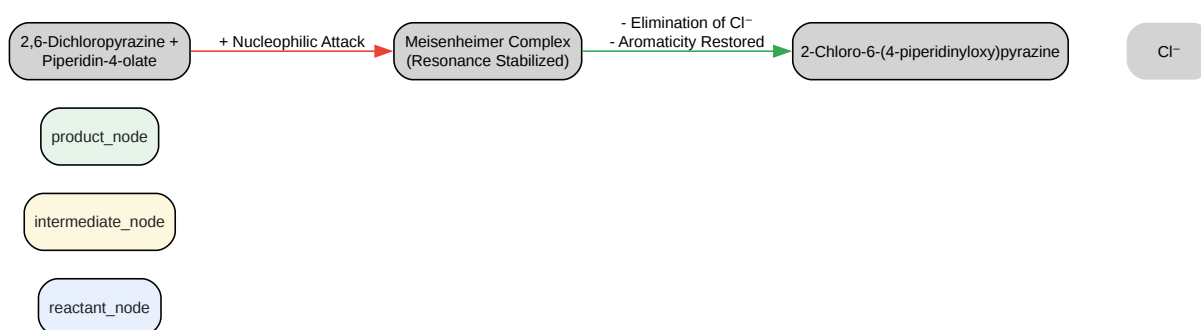 2,6-Dichloropyrazine +
Piperidin-4-olate
+ Nucleophilic Attack
Meisenheimer Complex
(Resonance Stabilized)
- Elimination of Cl⁻
- Aromaticity Restored
2-Chloro-6-(4-piperidinyloxy)pyrazine
Cl⁻
product_node
intermediate_node
reactant_node